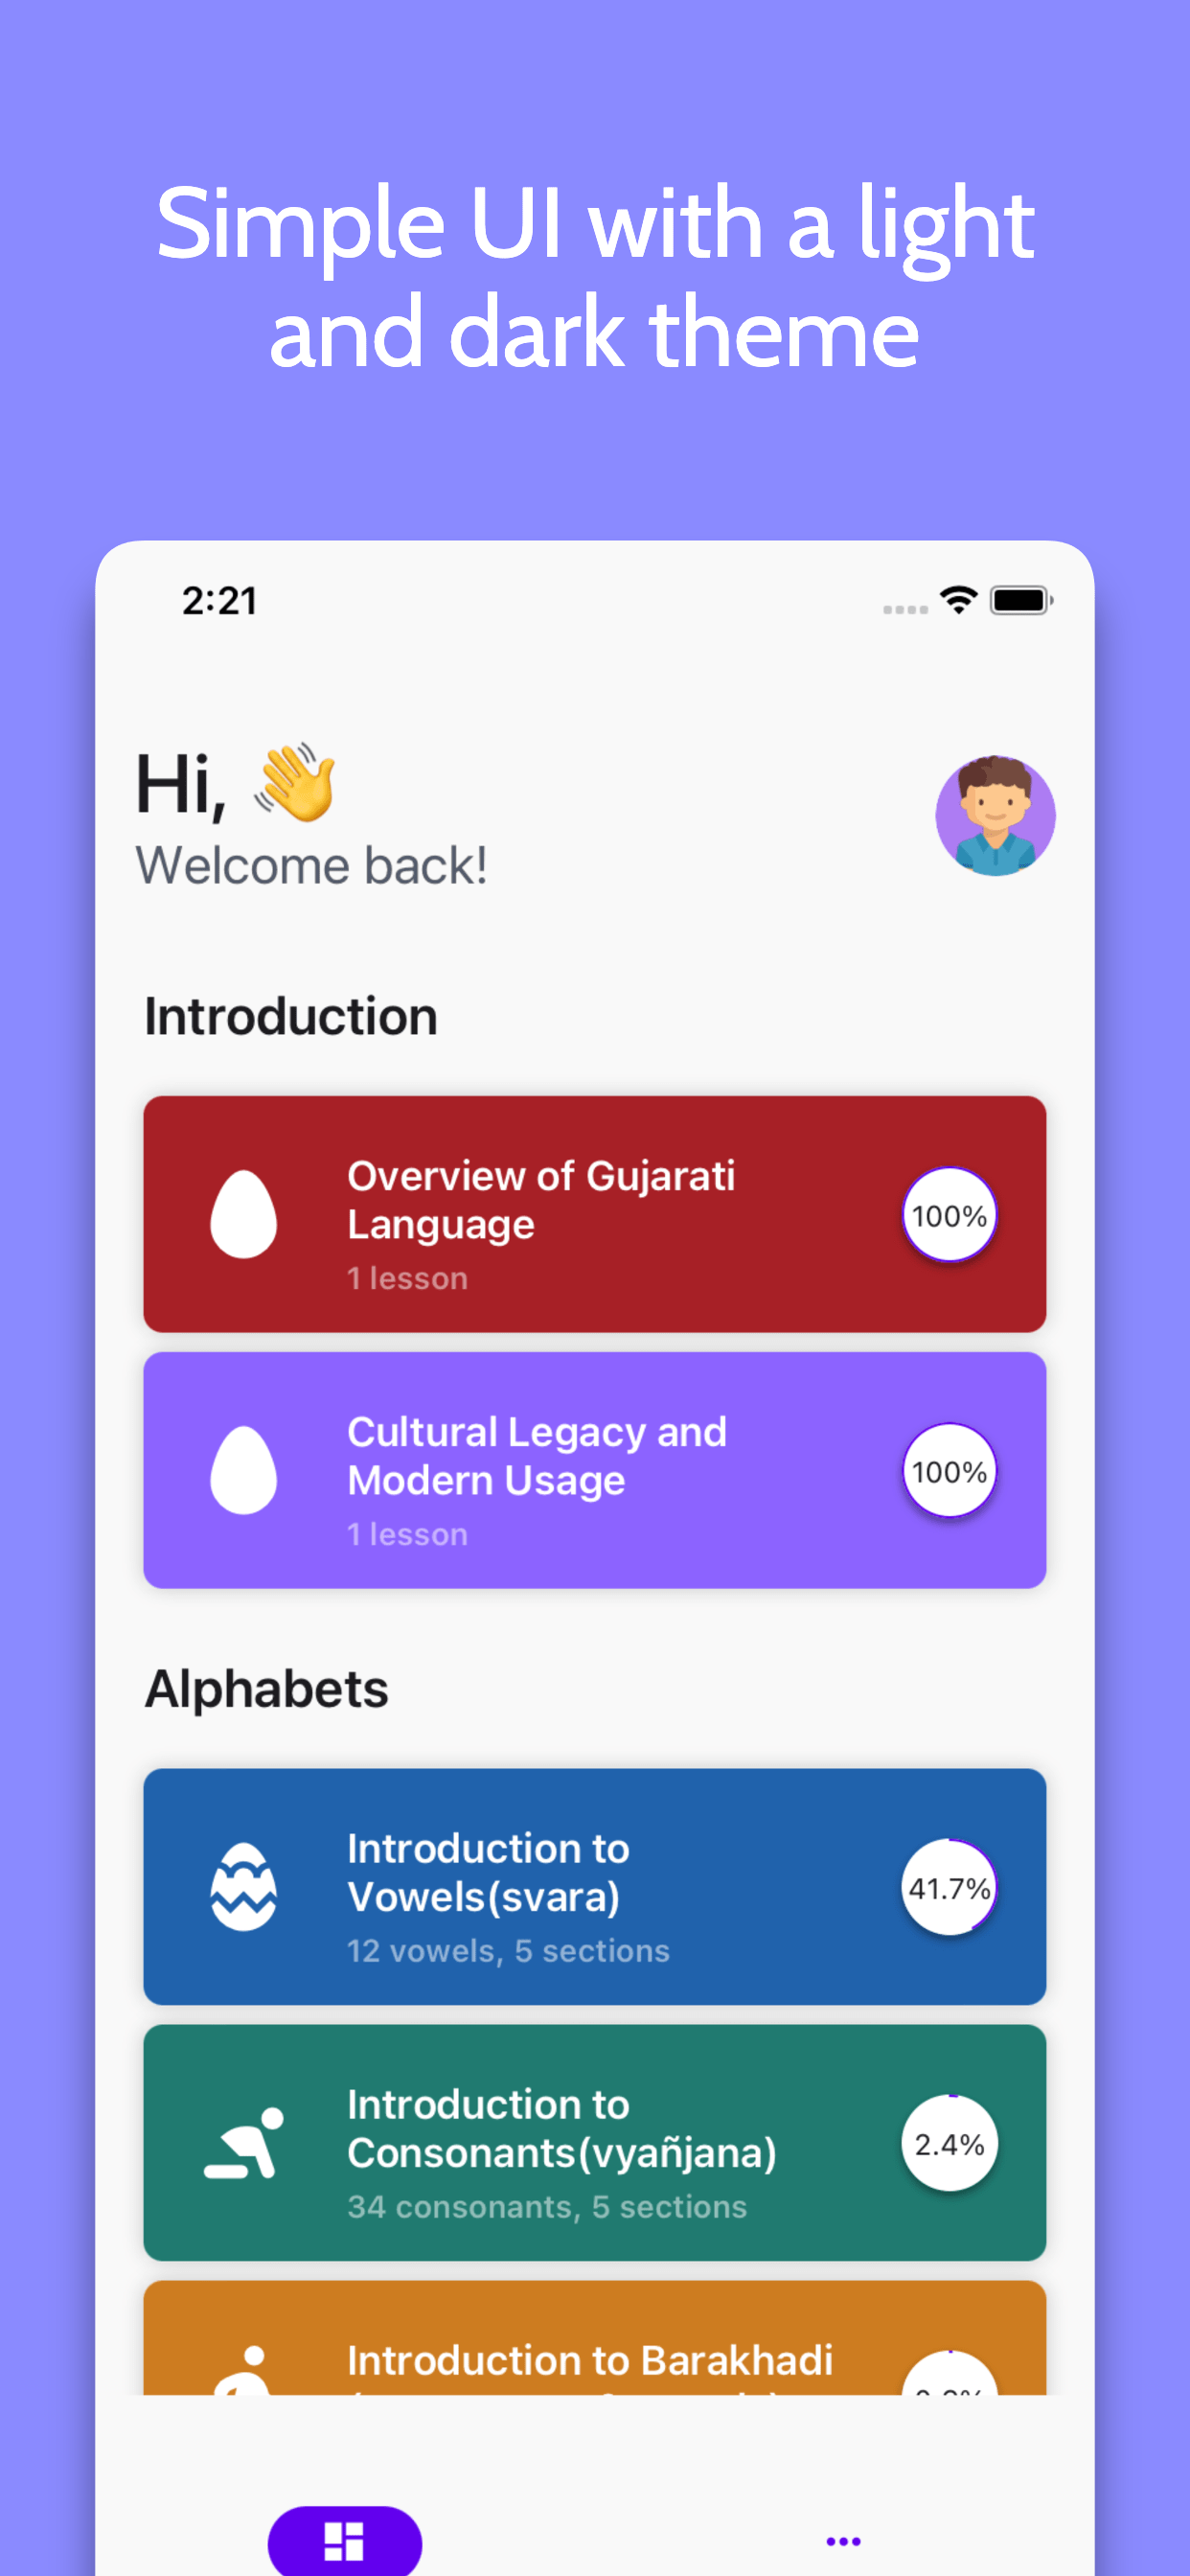 Simple UI with a light
and dark theme
2:21
Hi, 👋
Welcome back!
Introduction
Overview of Gujarati
Language
1 lesson
100%
Cultural Legacy and
Modern Usage
1 lesson
100%
Alphabets
Introduction to
Vowels(svara)
12 vowels, 5 sections
41.7%
Introduction to
Consonants(vyañjana)
34 consonants, 5 sections
2.4%
Introduction to Barakhadi